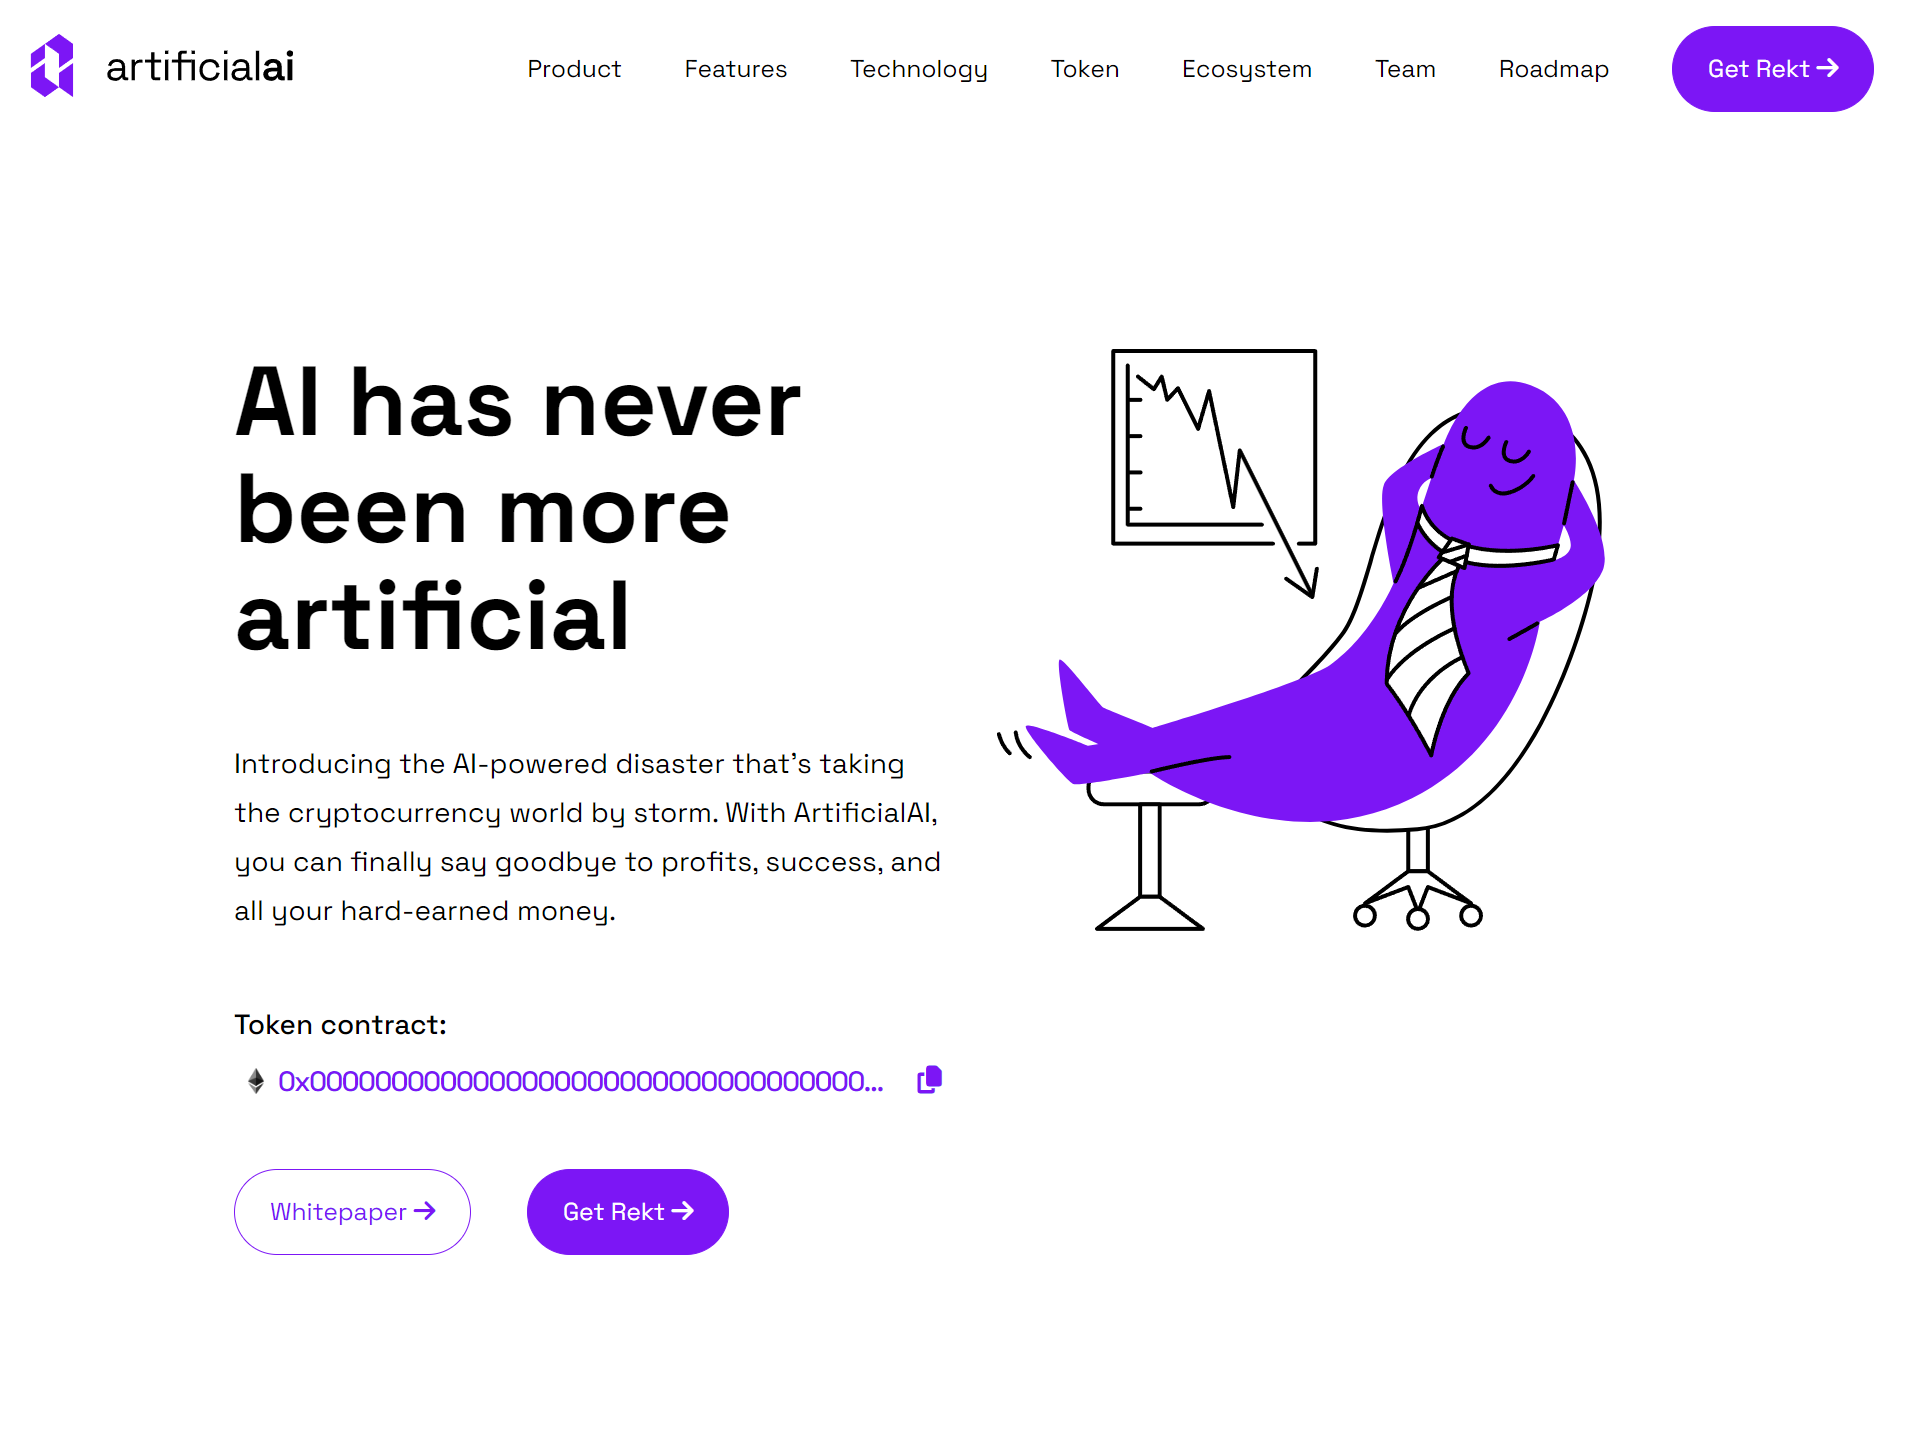 artificialai
Product
Features
Technology
Token
Ecosystem
Team
Roadmap
Get Rekt
AI has never
been more
artificial
Introducing the AI-powered disaster that's taking
the cryptocurrency world by storm. With ArtificialAI,
you can finally say goodbye to profits, success, and
all your hard-earned money.
Token contract:
0x0000000000000000000000000000000000...
Whitepaper
Get Rekt